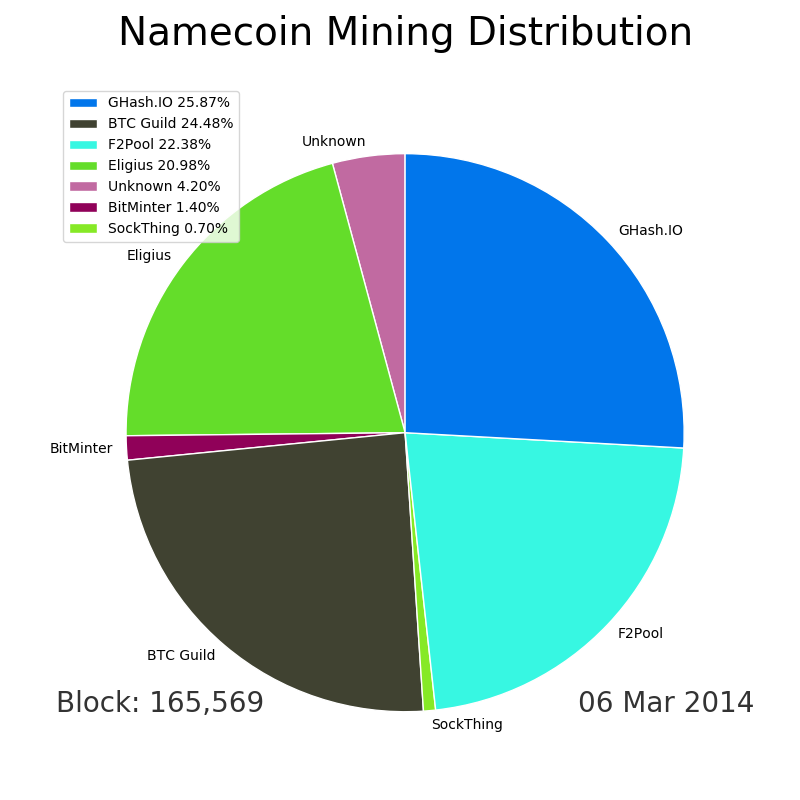 Namecoin Mining Distribution
GHash.IO 25.87%
BTC Guild 24.48%
F2Pool 22.38%
Eligius 20.98%
Unknown 4.20%
BitMinter 1.40%
SockThing 0.70%
Unknown
GHash.IO
Eligius
BitMinter
F2Pool
BTC Guild
SockThing
Block: 165,569
06 Mar 2014